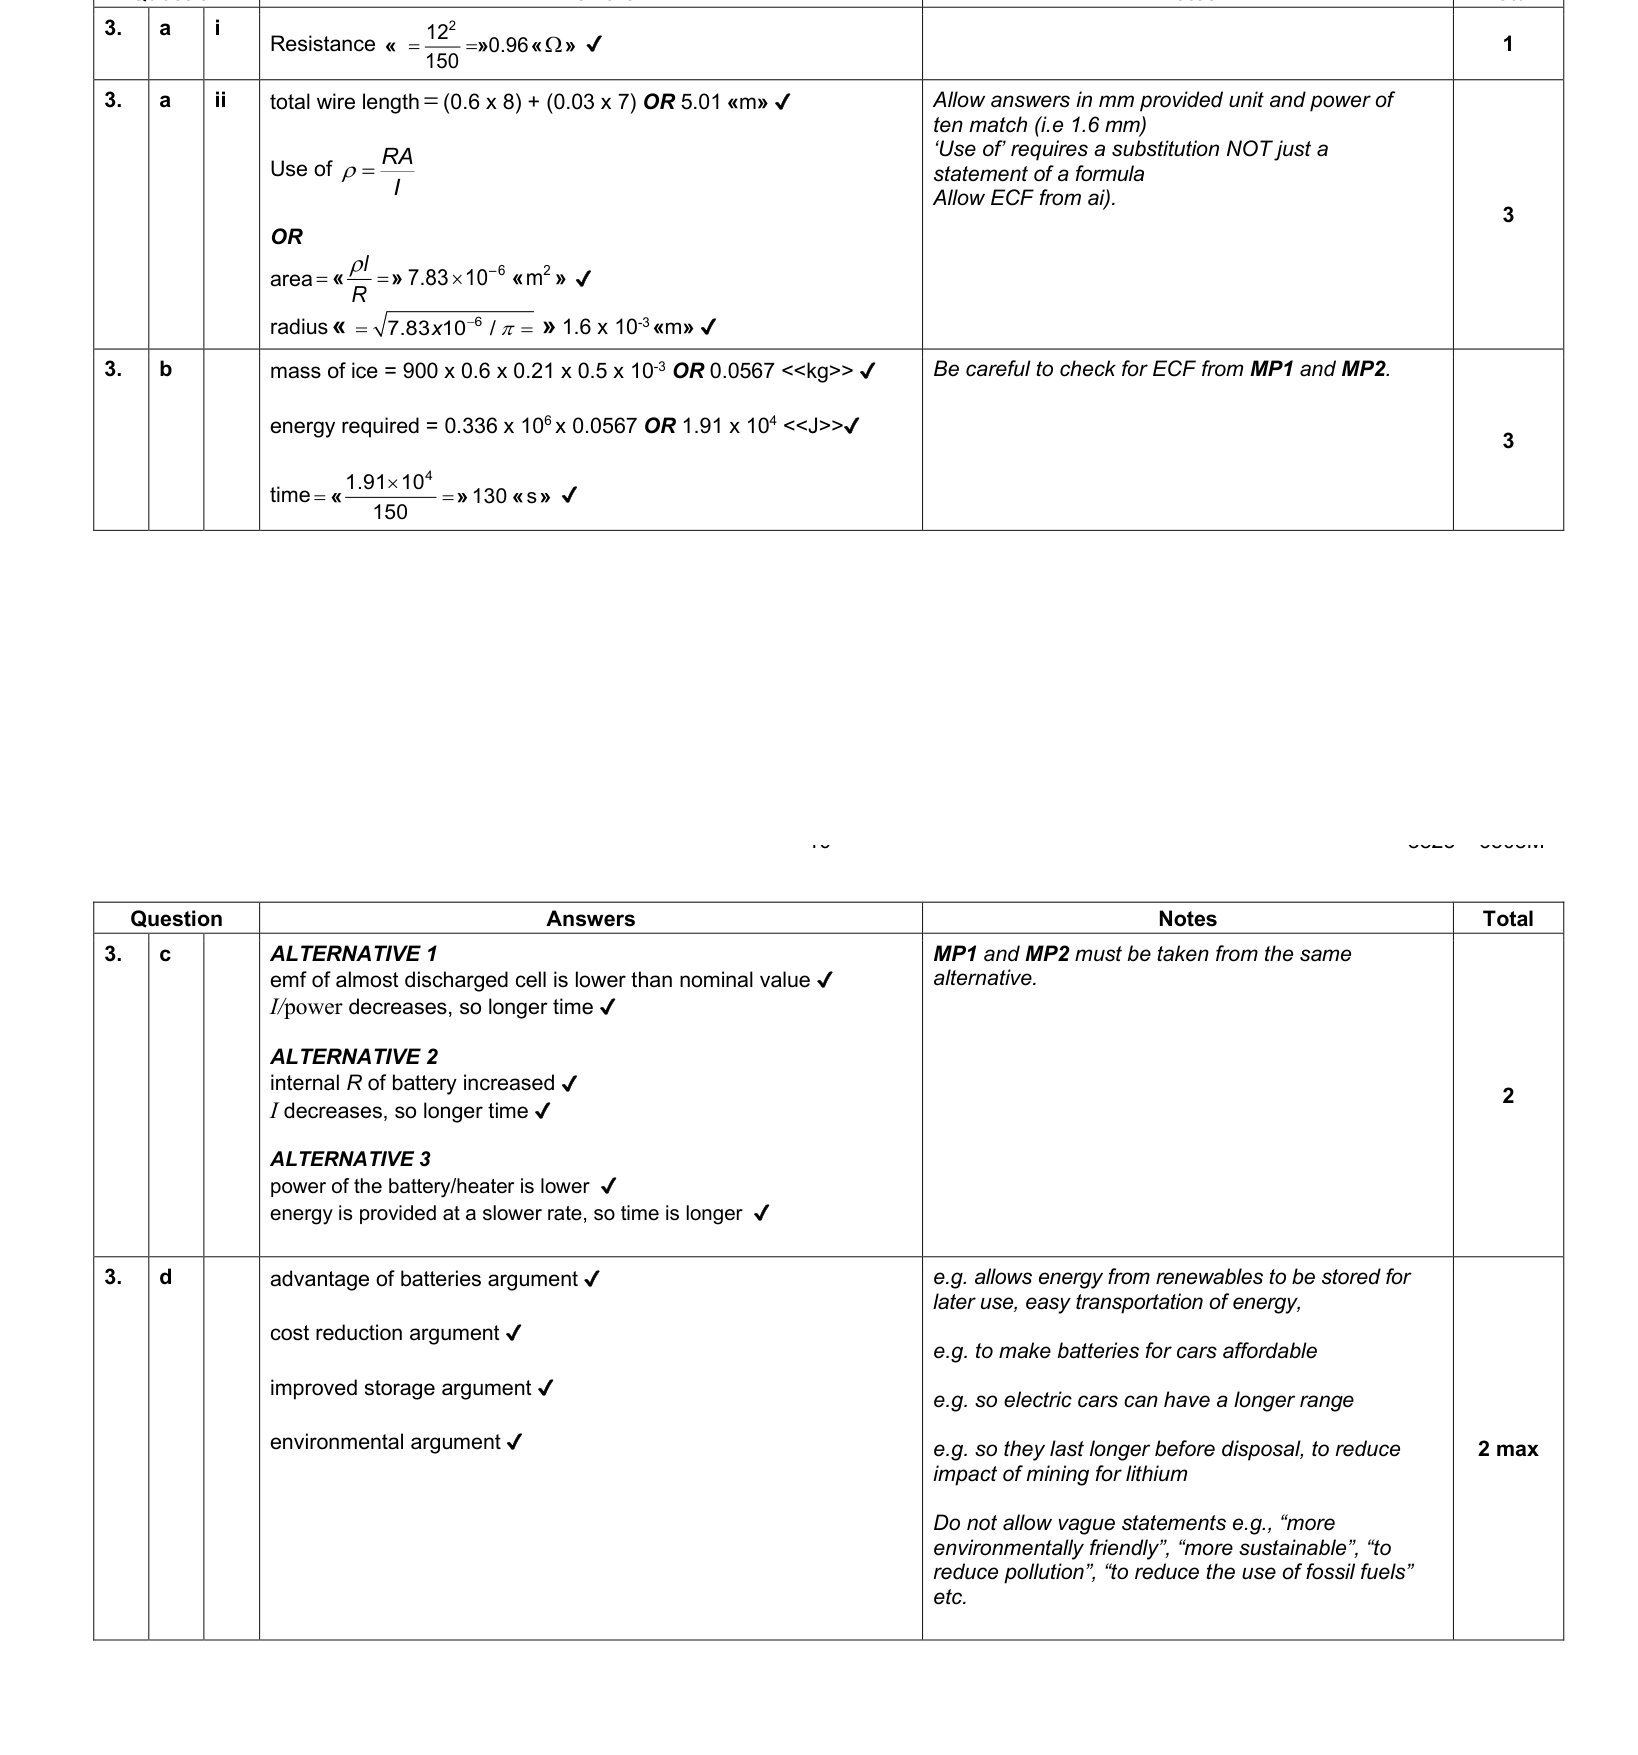 3. a i Resistance « = 12²/150 =»0.96«Ω» ✓ 1
3. a ii total wire length = (0.6 x 8) + (0.03 x 7) OR 5.01 «m» ✓
Use of ρ = RA/l
OR
area = « ρl/R =» 7.83×10⁻⁶ «m²» ✓
radius « = √7.83x10⁻⁶ / π = » 1.6 x 10⁻³ «m» ✓
Allow answers in mm provided unit and power of
ten match (i.e 1.6 mm)
‘Use of’ requires a substitution NOT just a
statement of a formula
Allow ECF from ai).
3
3. b mass of ice = 900 x 0.6 x 0.21 x 0.5 x 10⁻³ OR 0.0567 <<kg>> ✓
energy required = 0.336 x 10⁶ x 0.0567 OR 1.91 x 10⁴ <<J>>✓
time = « 1.91×10⁴/150 =» 130 «s» ✓
Be careful to check for ECF from MP1 and MP2.
3
Question Answers Notes Total
3. c ALTERNATIVE 1
emf of almost discharged cell is lower than nominal value ✓
I/power decreases, so longer time ✓
ALTERNATIVE 2
internal R of battery increased ✓
I decreases, so longer time ✓
ALTERNATIVE 3
power of the battery/heater is lower ✓
energy is provided at a slower rate, so time is longer ✓
MP1 and MP2 must be taken from the same
alternative.
2
3. d advantage of batteries argument ✓
cost reduction argument ✓
improved storage argument ✓
environmental argument ✓
e.g. allows energy from renewables to be stored for
later use, easy transportation of energy,
e.g. to make batteries for cars affordable
e.g. so electric cars can have a longer range
e.g. so they last longer before disposal, to reduce
impact of mining for lithium
Do not allow vague statements e.g., “more
environmentally friendly”, “more sustainable”, “to
reduce pollution”, “to reduce the use of fossil fuels”
etc.
2 max